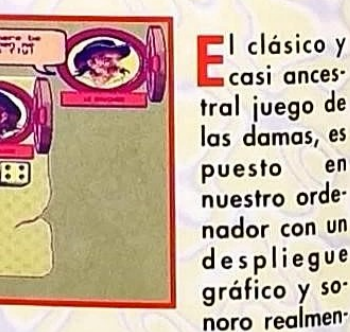 El clásico y
casi ances-
tral juego de
las damas, es
puesto en
nuestro orde-
nador con un
despliegue
gráfico y so-
noro realmen-